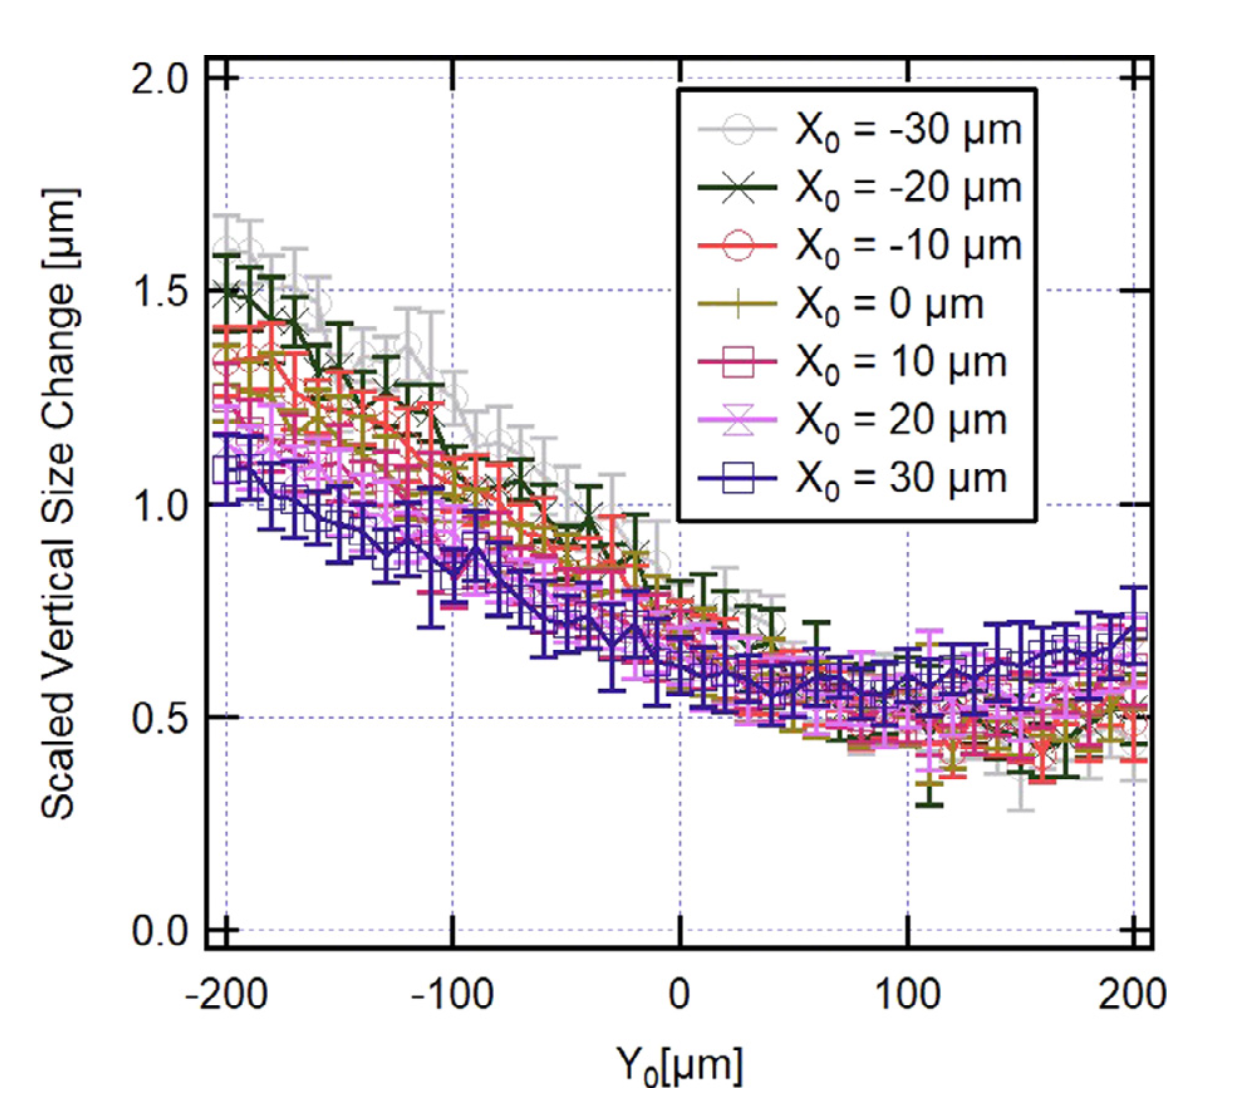 Scaled Vertical Size Change [µm]
2.0
1.5
1.0
0.5
0.0
X₀ = -30 µm
X₀ = -20 µm
X₀ = -10 µm
X₀ = 0 µm
X₀ = 10 µm
X₀ = 20 µm
X₀ = 30 µm
-200 -100 0 100 200
Y₀[µm]